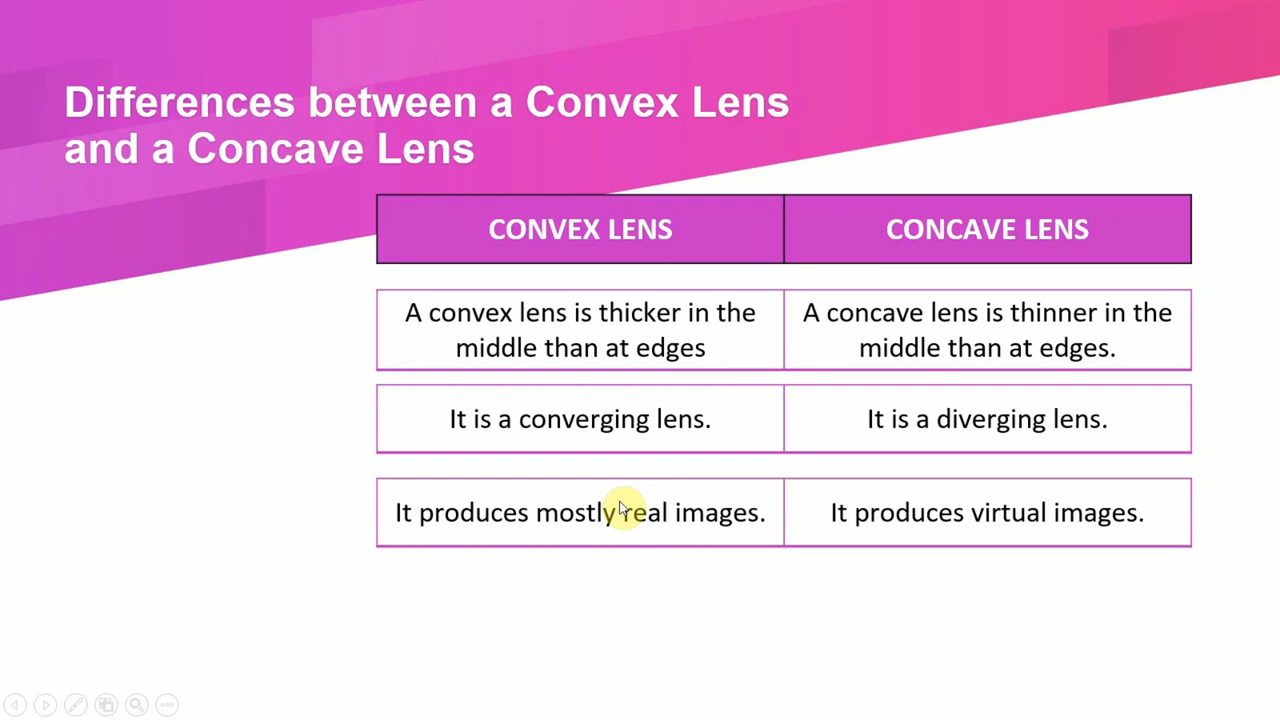 Differences between a Convex Lens
and a Concave Lens
CONVEX LENS
CONCAVE LENS
A convex lens is thicker in the
middle than at edges
A concave lens is thinner in the
middle than at edges.
It is a converging lens.
It is a diverging lens.
It produces mostly real images.
It produces virtual images.